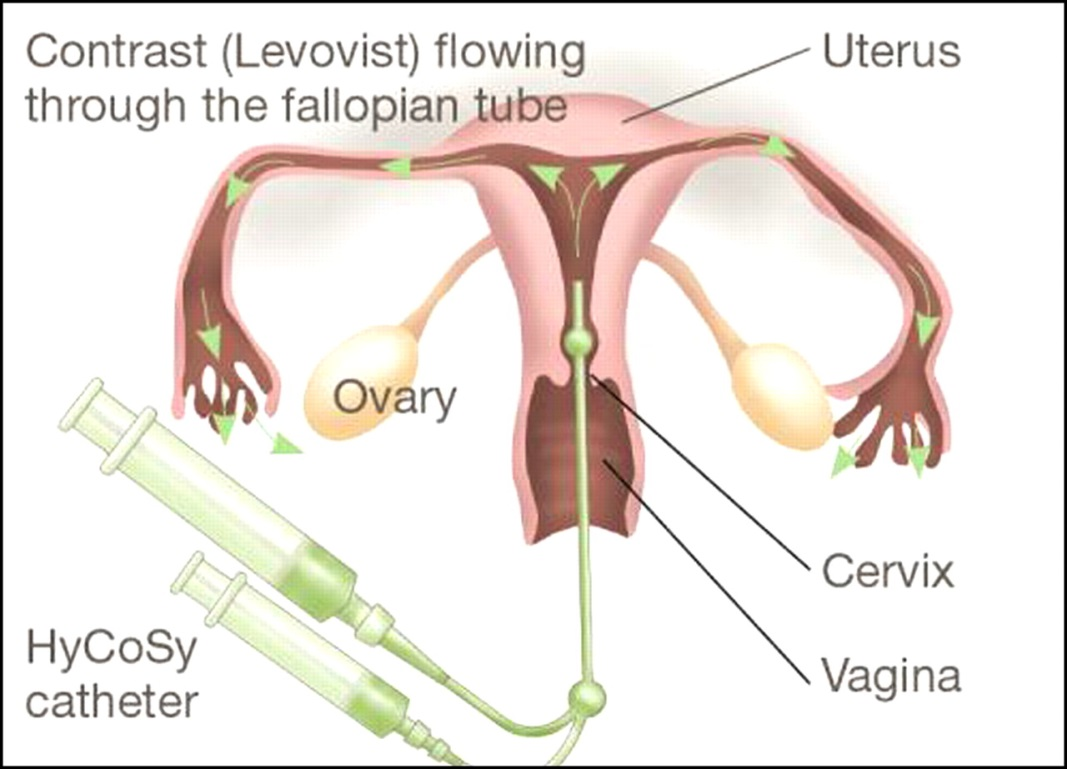 Contrast (Levovist) flowing
through the fallopian tube
Uterus
Ovary
Cervix
HyCoSy
catheter
Vagina